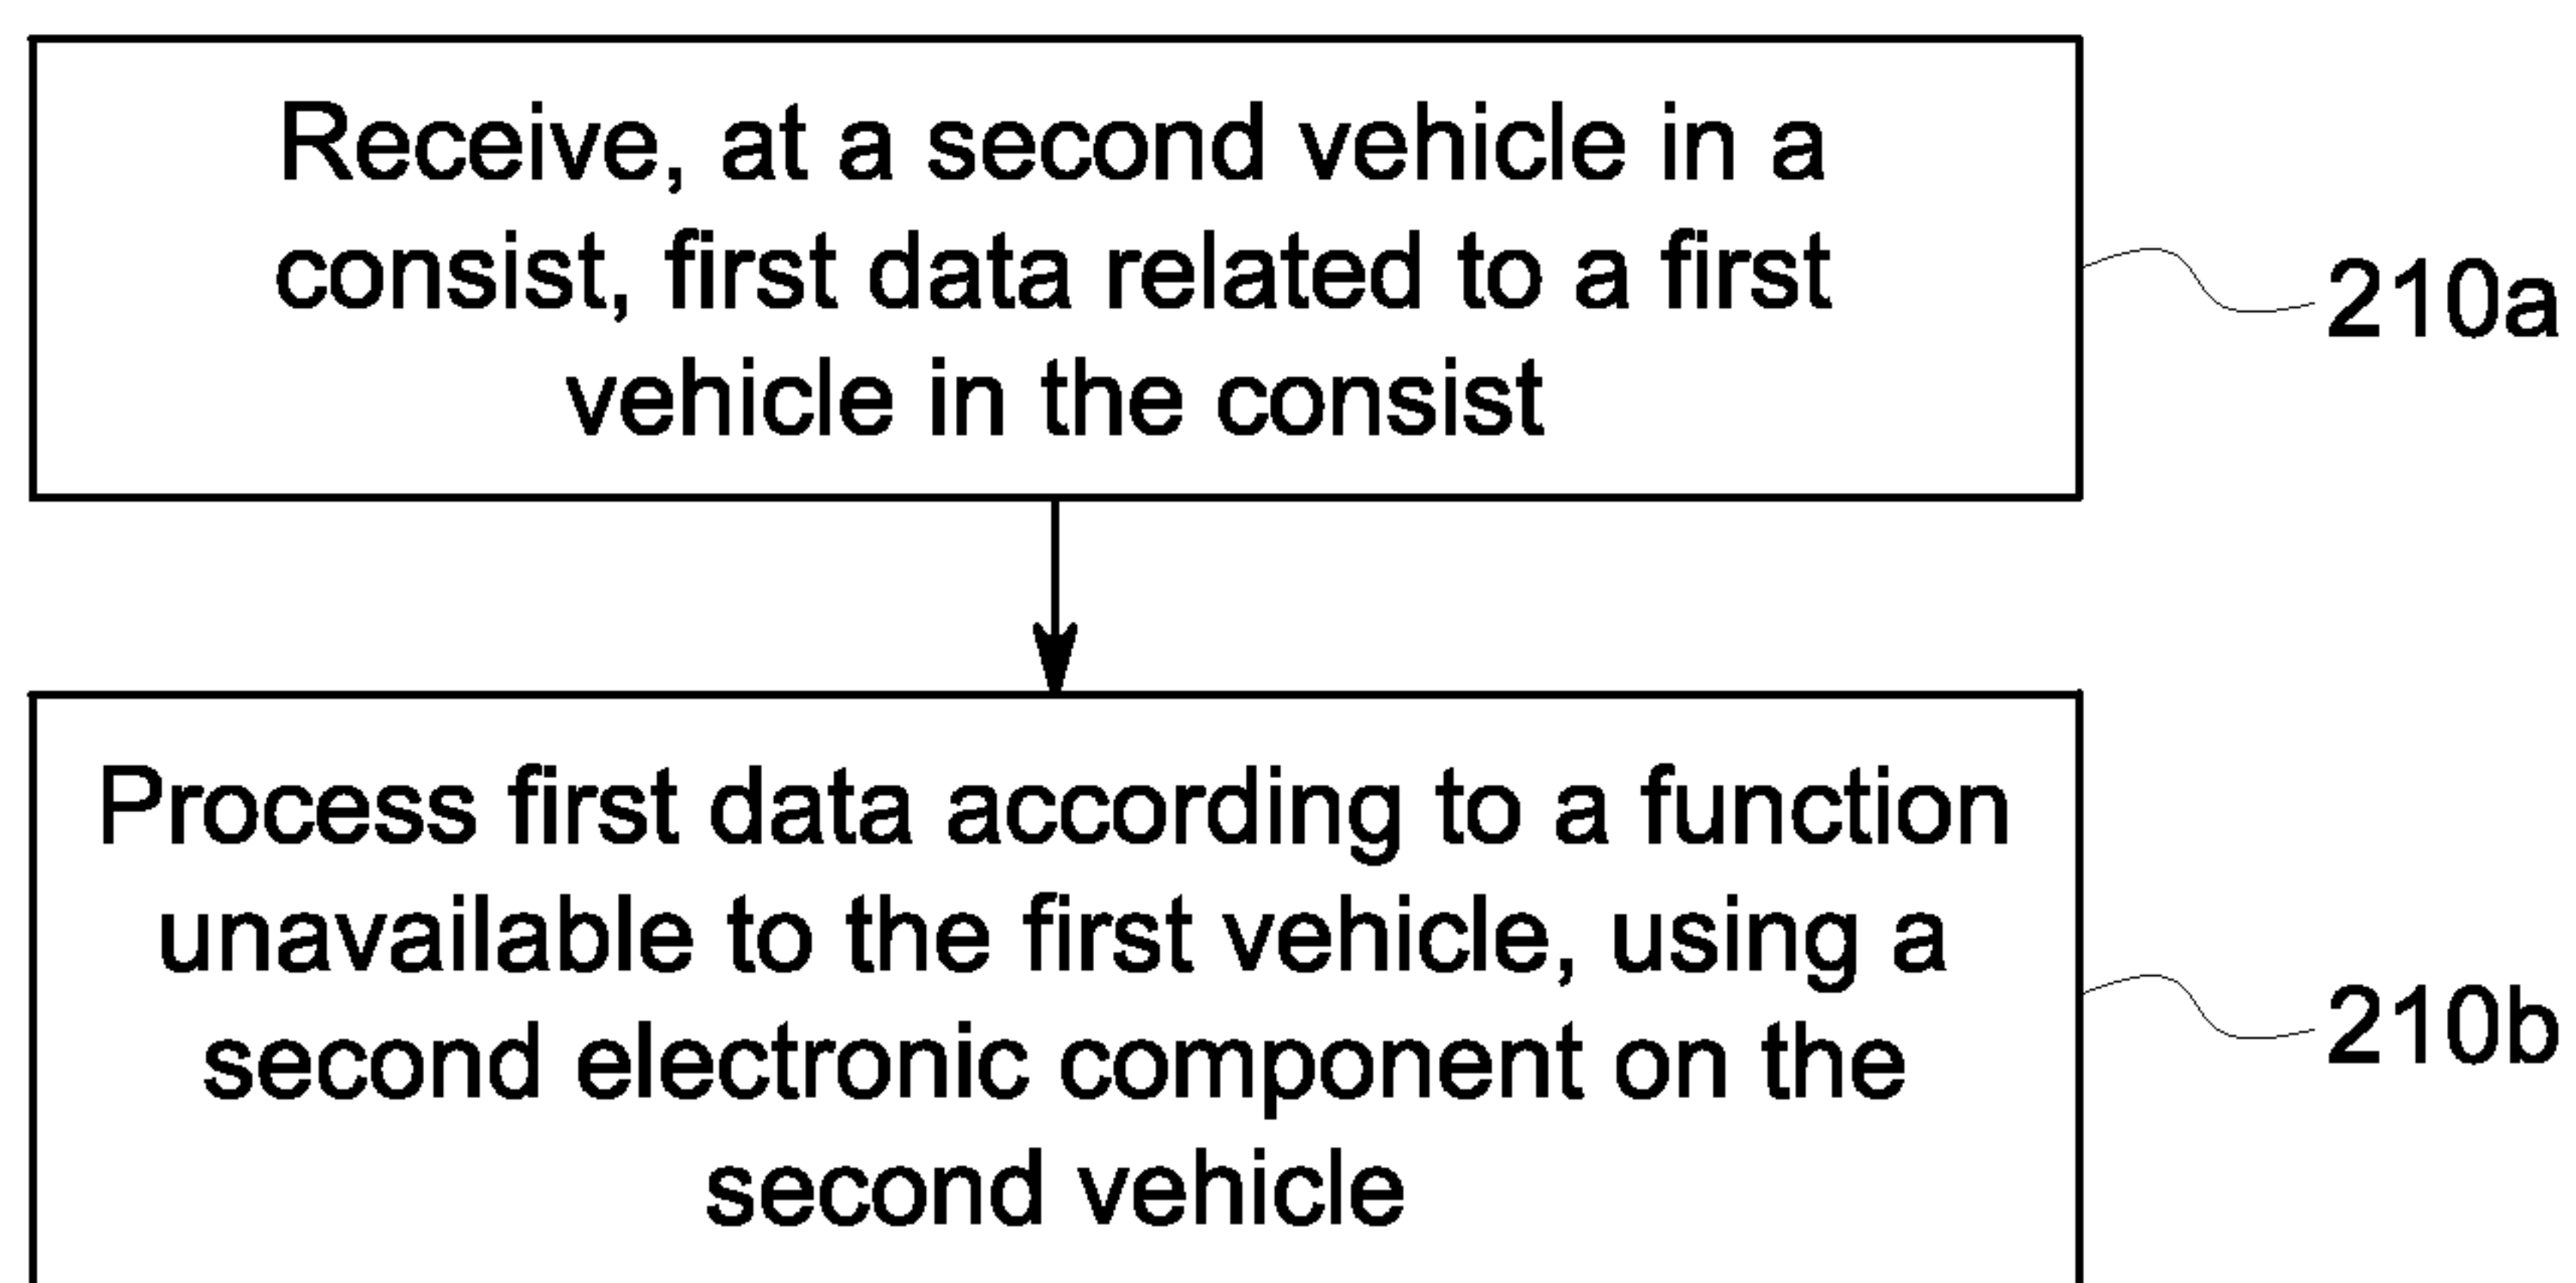 Receive, at a second vehicle in a
consist, first data related to a first
vehicle in the consist
210a
Process first data according to a function
unavailable to the first vehicle, using a
second electronic component on the
second vehicle
210b